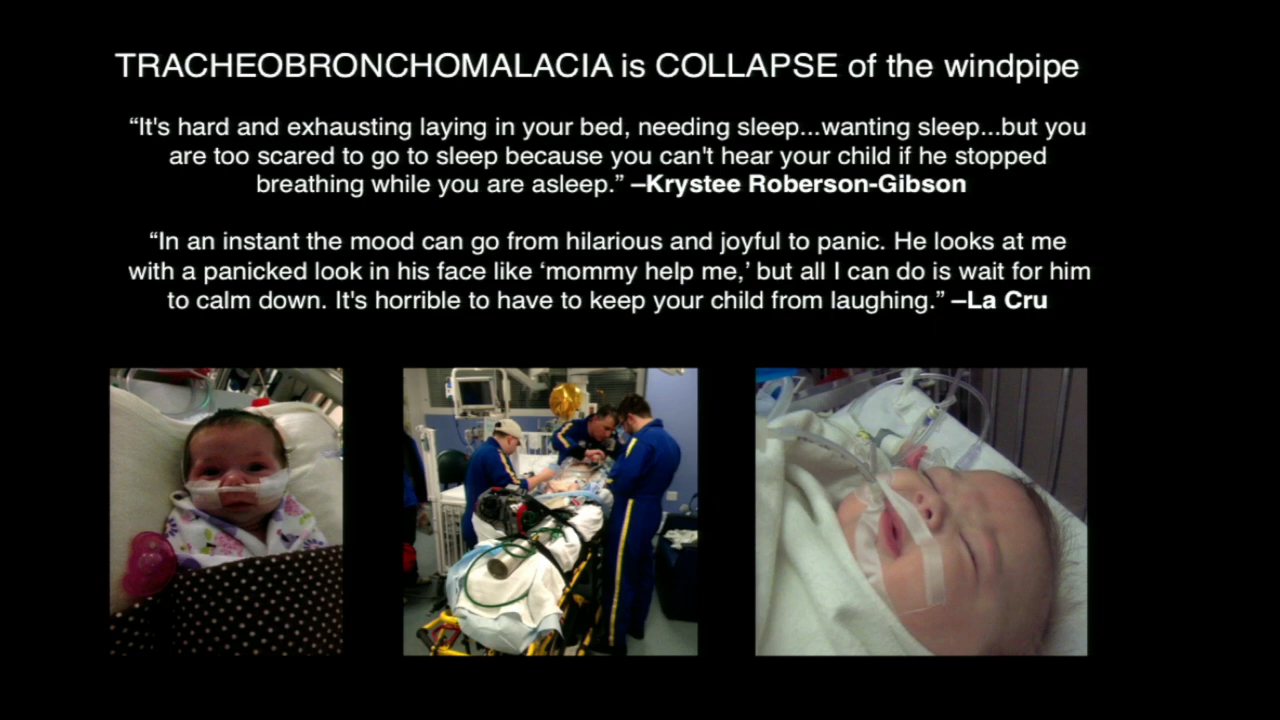 TRACHEOBRONCHOMALACIA is COLLAPSE of the windpipe
“It's hard and exhausting laying in your bed, needing sleep...wanting sleep...but you
are too scared to go to sleep because you can't hear your child if he stopped
breathing while you are asleep.” –Krystee Roberson-Gibson
“In an instant the mood can go from hilarious and joyful to panic. He looks at me
with a panicked look in his face like ‘mommy help me,’ but all I can do is wait for him
to calm down. It's horrible to have to keep your child from laughing.” –La Cru